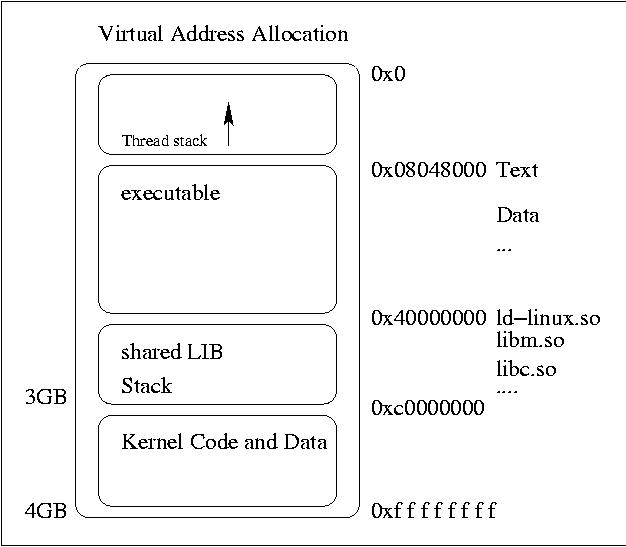 Virtual Address Allocation
0x0
Thread stack
0x08048000 Text
executable
Data
...
0x40000000 ld−linux.so
libm.so
shared LIB
libc.so
Stack
....
3GB
0xc0000000
Kernel Code and Data
4GB
0xf f f f f f f f